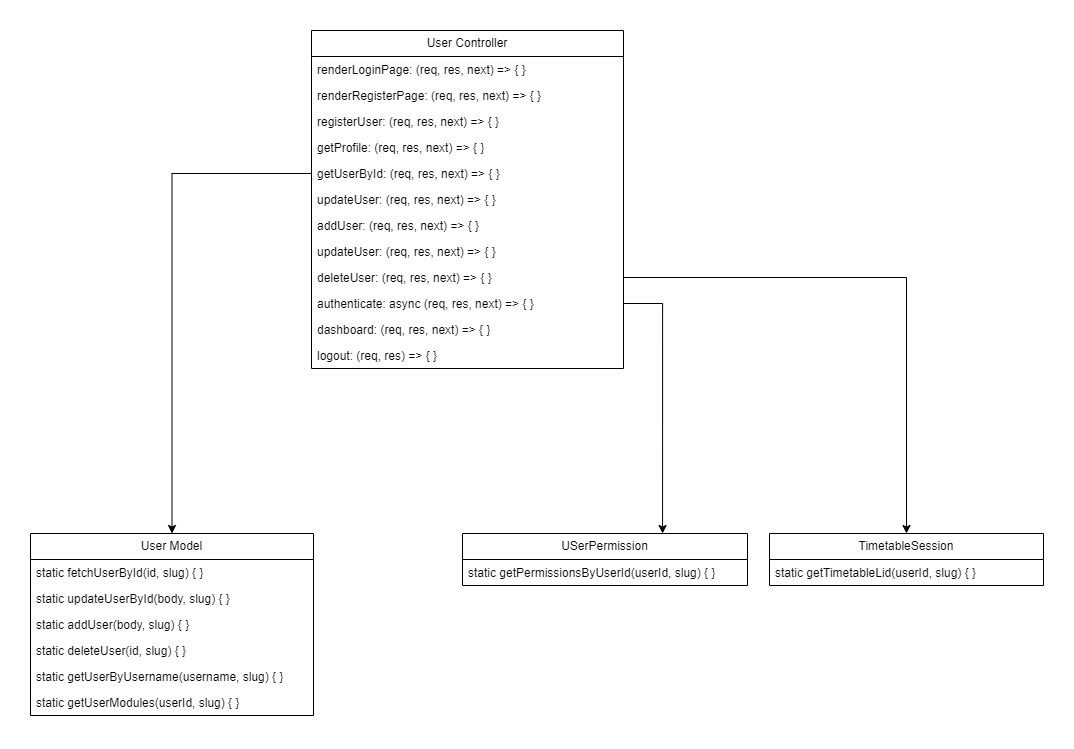 User Controller
renderLoginPage: (req, res, next) => { }
renderRegisterPage: (req, res, next) => { }
registerUser: (req, res, next) => { }
getProfile: (req, res, next) => { }
getUserById: (req, res, next) => { }
updateUser: (req, res, next) => { }
addUser: (req, res, next) => { }
updateUser: (req, res, next) => { }
deleteUser: (req, res, next) => { }
authenticate: async (req, res, next) => { }
dashboard: (req, res, next) => { }
logout: (req, res) => { }
User Model
static fetchUserById(id, slug) { }
static updateUserById(body, slug) { }
static addUser(body, slug) { }
static deleteUser(id, slug) { }
static getUserByUsername(username, slug) { }
static getUserModules(userId, slug) { }
USerPermission
static getPermissionsByUserId(userId, slug) { }
TimetableSession
static getTimetableLid(userId, slug) { }